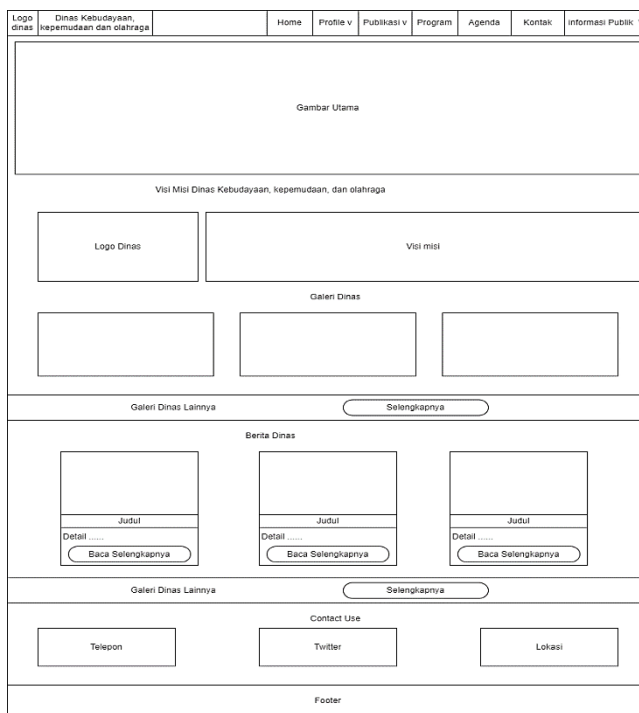 Logo dinas
Dinas Kebudayaan, kepemudaan dan olahraga
Home
Profile v
Publikasi v
Program
Agenda
Kontak
informasi Publik
Gambar Utama
Visi Misi Dinas Kebudayaan, kepemudaan, dan olahraga
Logo Dinas
Visi misi
Galeri Dinas
Galeri Dinas Lainnya
Selengkapnya
Berita Dinas
Judul
Judul
Judul
Detail ......
Detail ......
Detail ......
Baca Selengkapnya
Baca Selengkapnya
Baca Selengkapnya
Galeri Dinas Lainnya
Selengkapnya
Contact Use
Telepon
Twitter
Lokasi
Footer